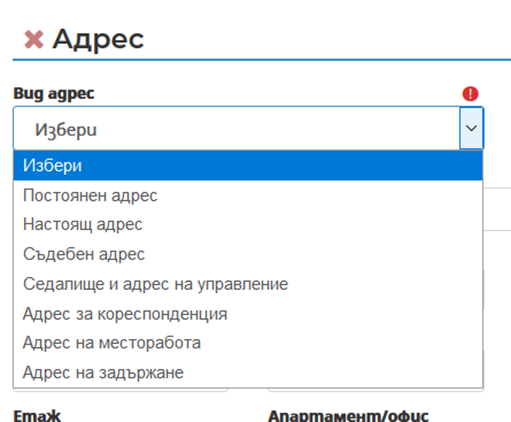 Адрес
Вид адрес
Избери
Избери
Постоянен адрес
Настоящ адрес
Съдебен адрес
Седалище и адрес на управление
Адрес за кореспонденция
Адрес на месторабота
Адрес на задържане
Етаж Апартамент/офис